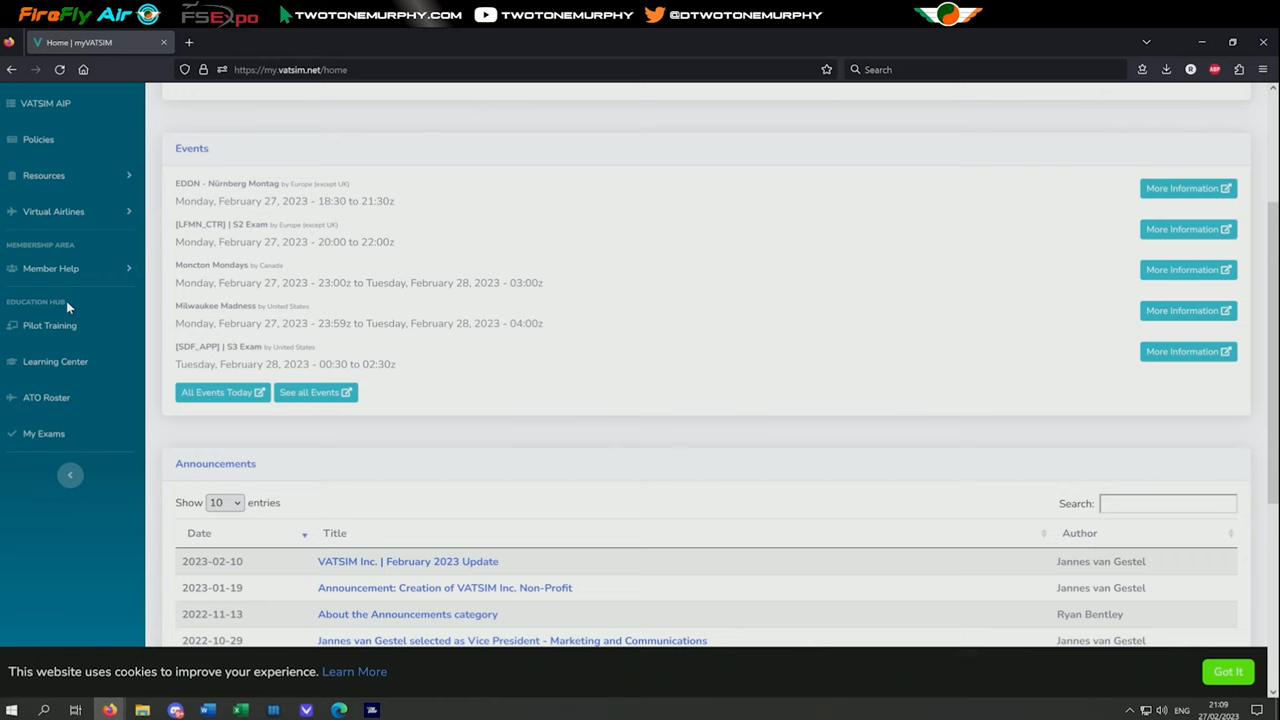 FIREFLY AIR
FSExpo
TWOTONEMURPHY.COM
TWOTONEMURPHY
@DTWOTONEMURPHY
Home | myVATSIM
https://my.vatsim.net/home
Search
VATSIM AIP
Policies
Resources
Virtual Airlines
MEMBERSHIP AREA
Member Help
EDUCATION HUB
Pilot Training
Learning Center
ATO Roster
My Exams
Events
EDDN - Nürnberg Montag by Europe (except UK)
Monday, February 27, 2023 - 18:30 to 21:30z
More Information
[LFMN_CTR] | S2 Exam by Europe (except UK)
Monday, February 27, 2023 - 20:00 to 22:00z
More Information
Moncton Mondays by Canada
Monday, February 27, 2023 - 23:00z to Tuesday, February 28, 2023 - 03:00z
More Information
Milwaukee Madness by United States
Monday, February 27, 2023 - 23:59z to Tuesday, February 28, 2023 - 04:00z
More Information
[SDF_APP] | S3 Exam by United States
Tuesday, February 28, 2023 - 00:30 to 02:30z
More Information
All Events Today See all Events
Announcements
Show 10 entries Search:
Date Title Author
2023-02-10 VATSIM Inc. | February 2023 Update Jannes van Gestel
2023-01-19 Announcement: Creation of VATSIM Inc. Non-Profit Jannes van Gestel
2022-11-13 About the Announcements category Ryan Bentley
2022-10-29 Jannes van Gestel selected as Vice President - Marketing and Communications Jannes van Gestel
This website uses cookies to improve your experience. Learn More
Got It
ENG
21:09
27/02/2023